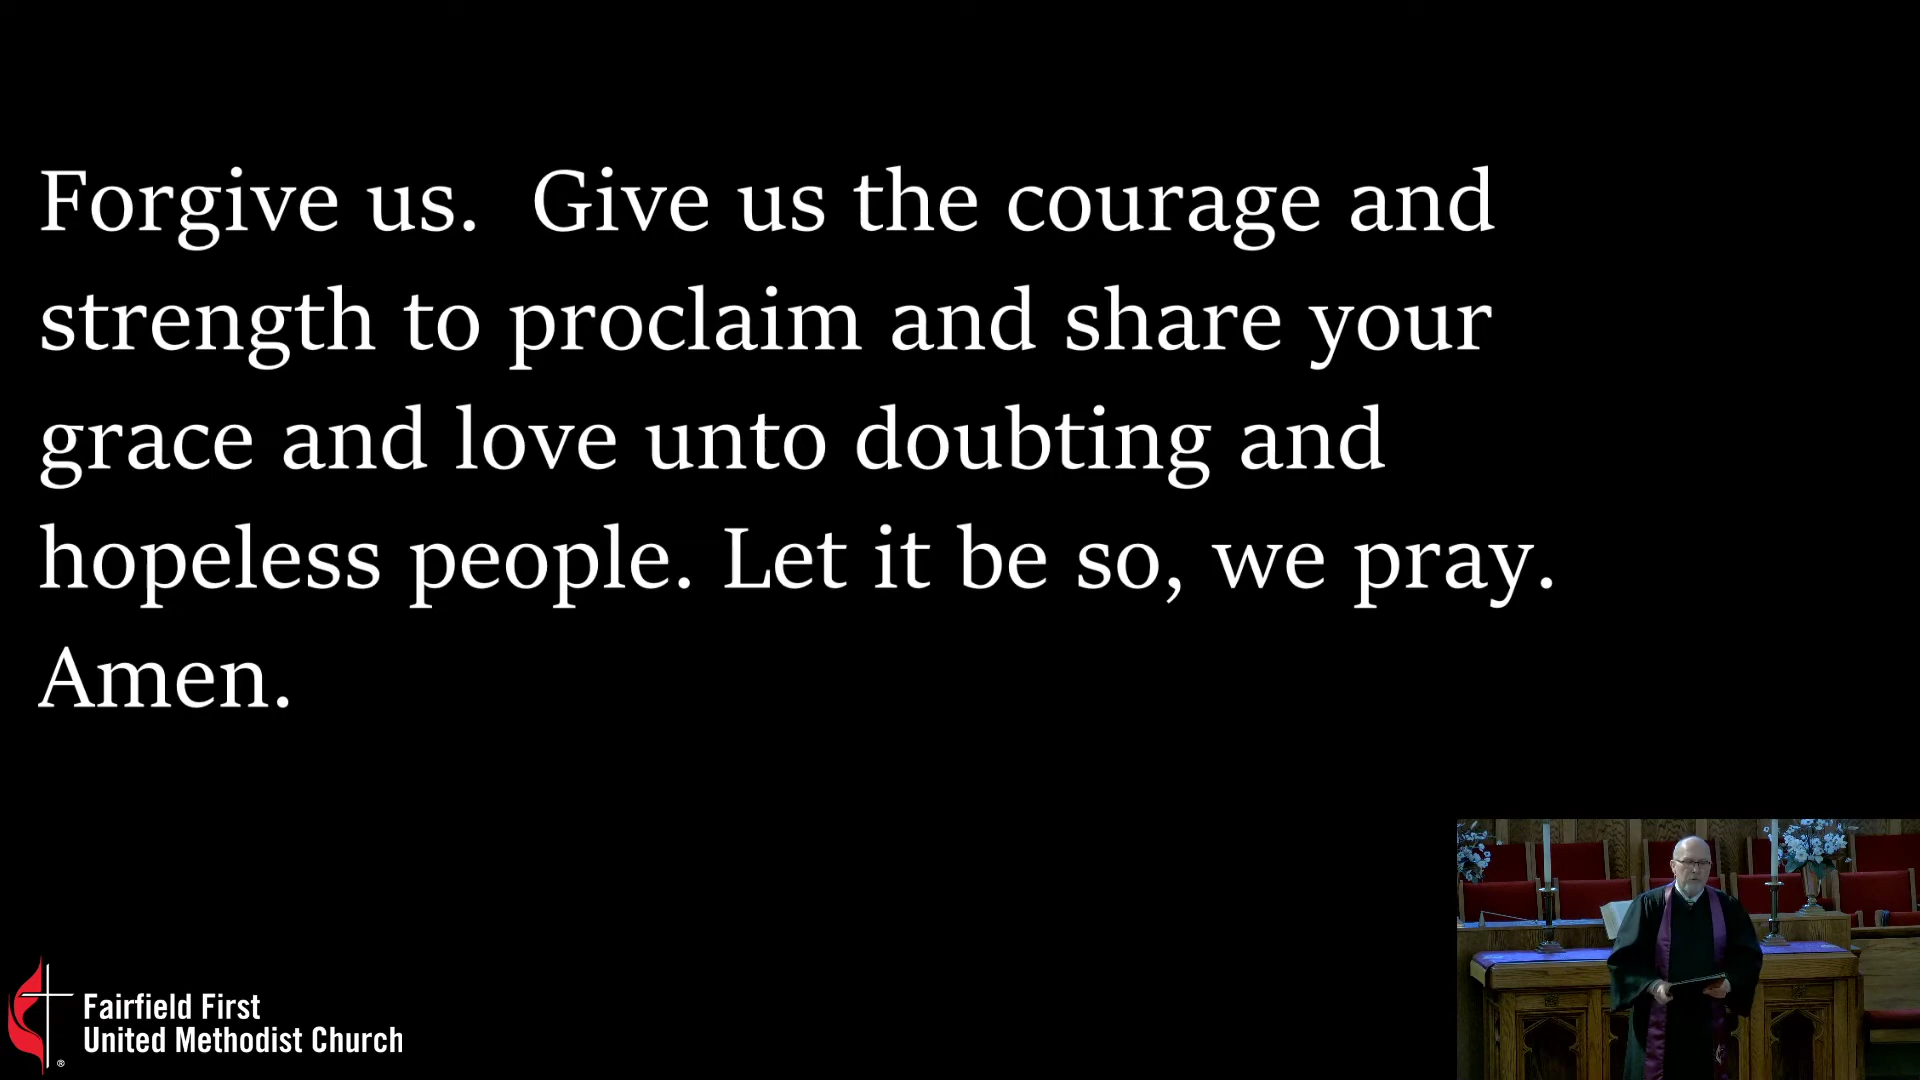 Forgive us.  Give us the courage and
strength to proclaim and share your
grace and love unto doubting and
hopeless people. Let it be so, we pray.
Amen.
Fairfield First
United Methodist Church
®